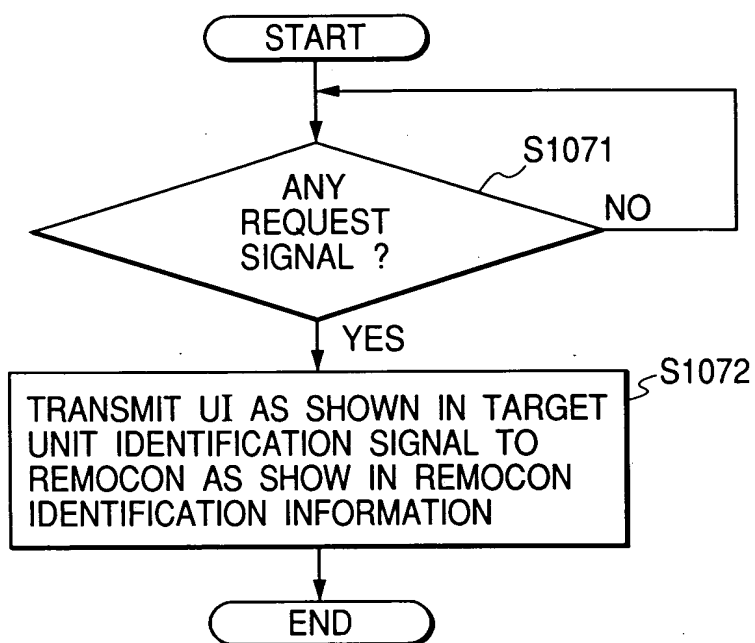 START
S1071
ANY
REQUEST
SIGNAL ?
NO
YES
S1072
TRANSMIT UI AS SHOWN IN TARGET
UNIT IDENTIFICATION SIGNAL TO
REMOCON AS SHOW IN REMOCON
IDENTIFICATION INFORMATION
END